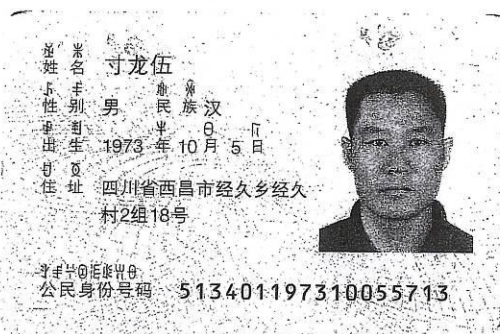 姓名 寸龙伍
性别 男 民族 汉
出生 1973 年 10 月 5 日
住址 四川省西昌市经久乡经久
村2组18号
公民身份号码 513401197310055713